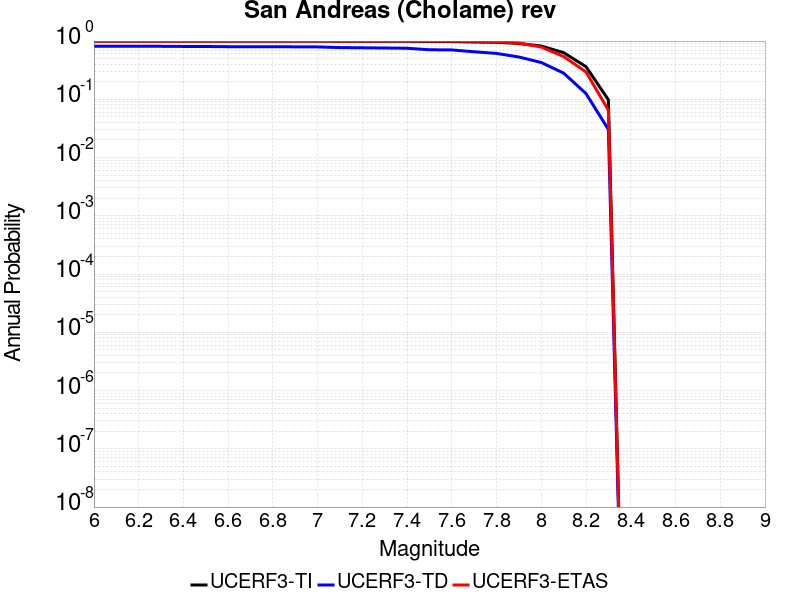 San Andreas (Cholame) rev
10^0
10^-1
10^-2
10^-3
10^-4
10^-5
10^-6
10^-7
10^-8
Annual Probability
6 6.2 6.4 6.6 6.8 7 7.2 7.4 7.6 7.8 8 8.2 8.4 8.6 8.8 9
Magnitude
UCERF3-TI UCERF3-TD UCERF3-ETAS